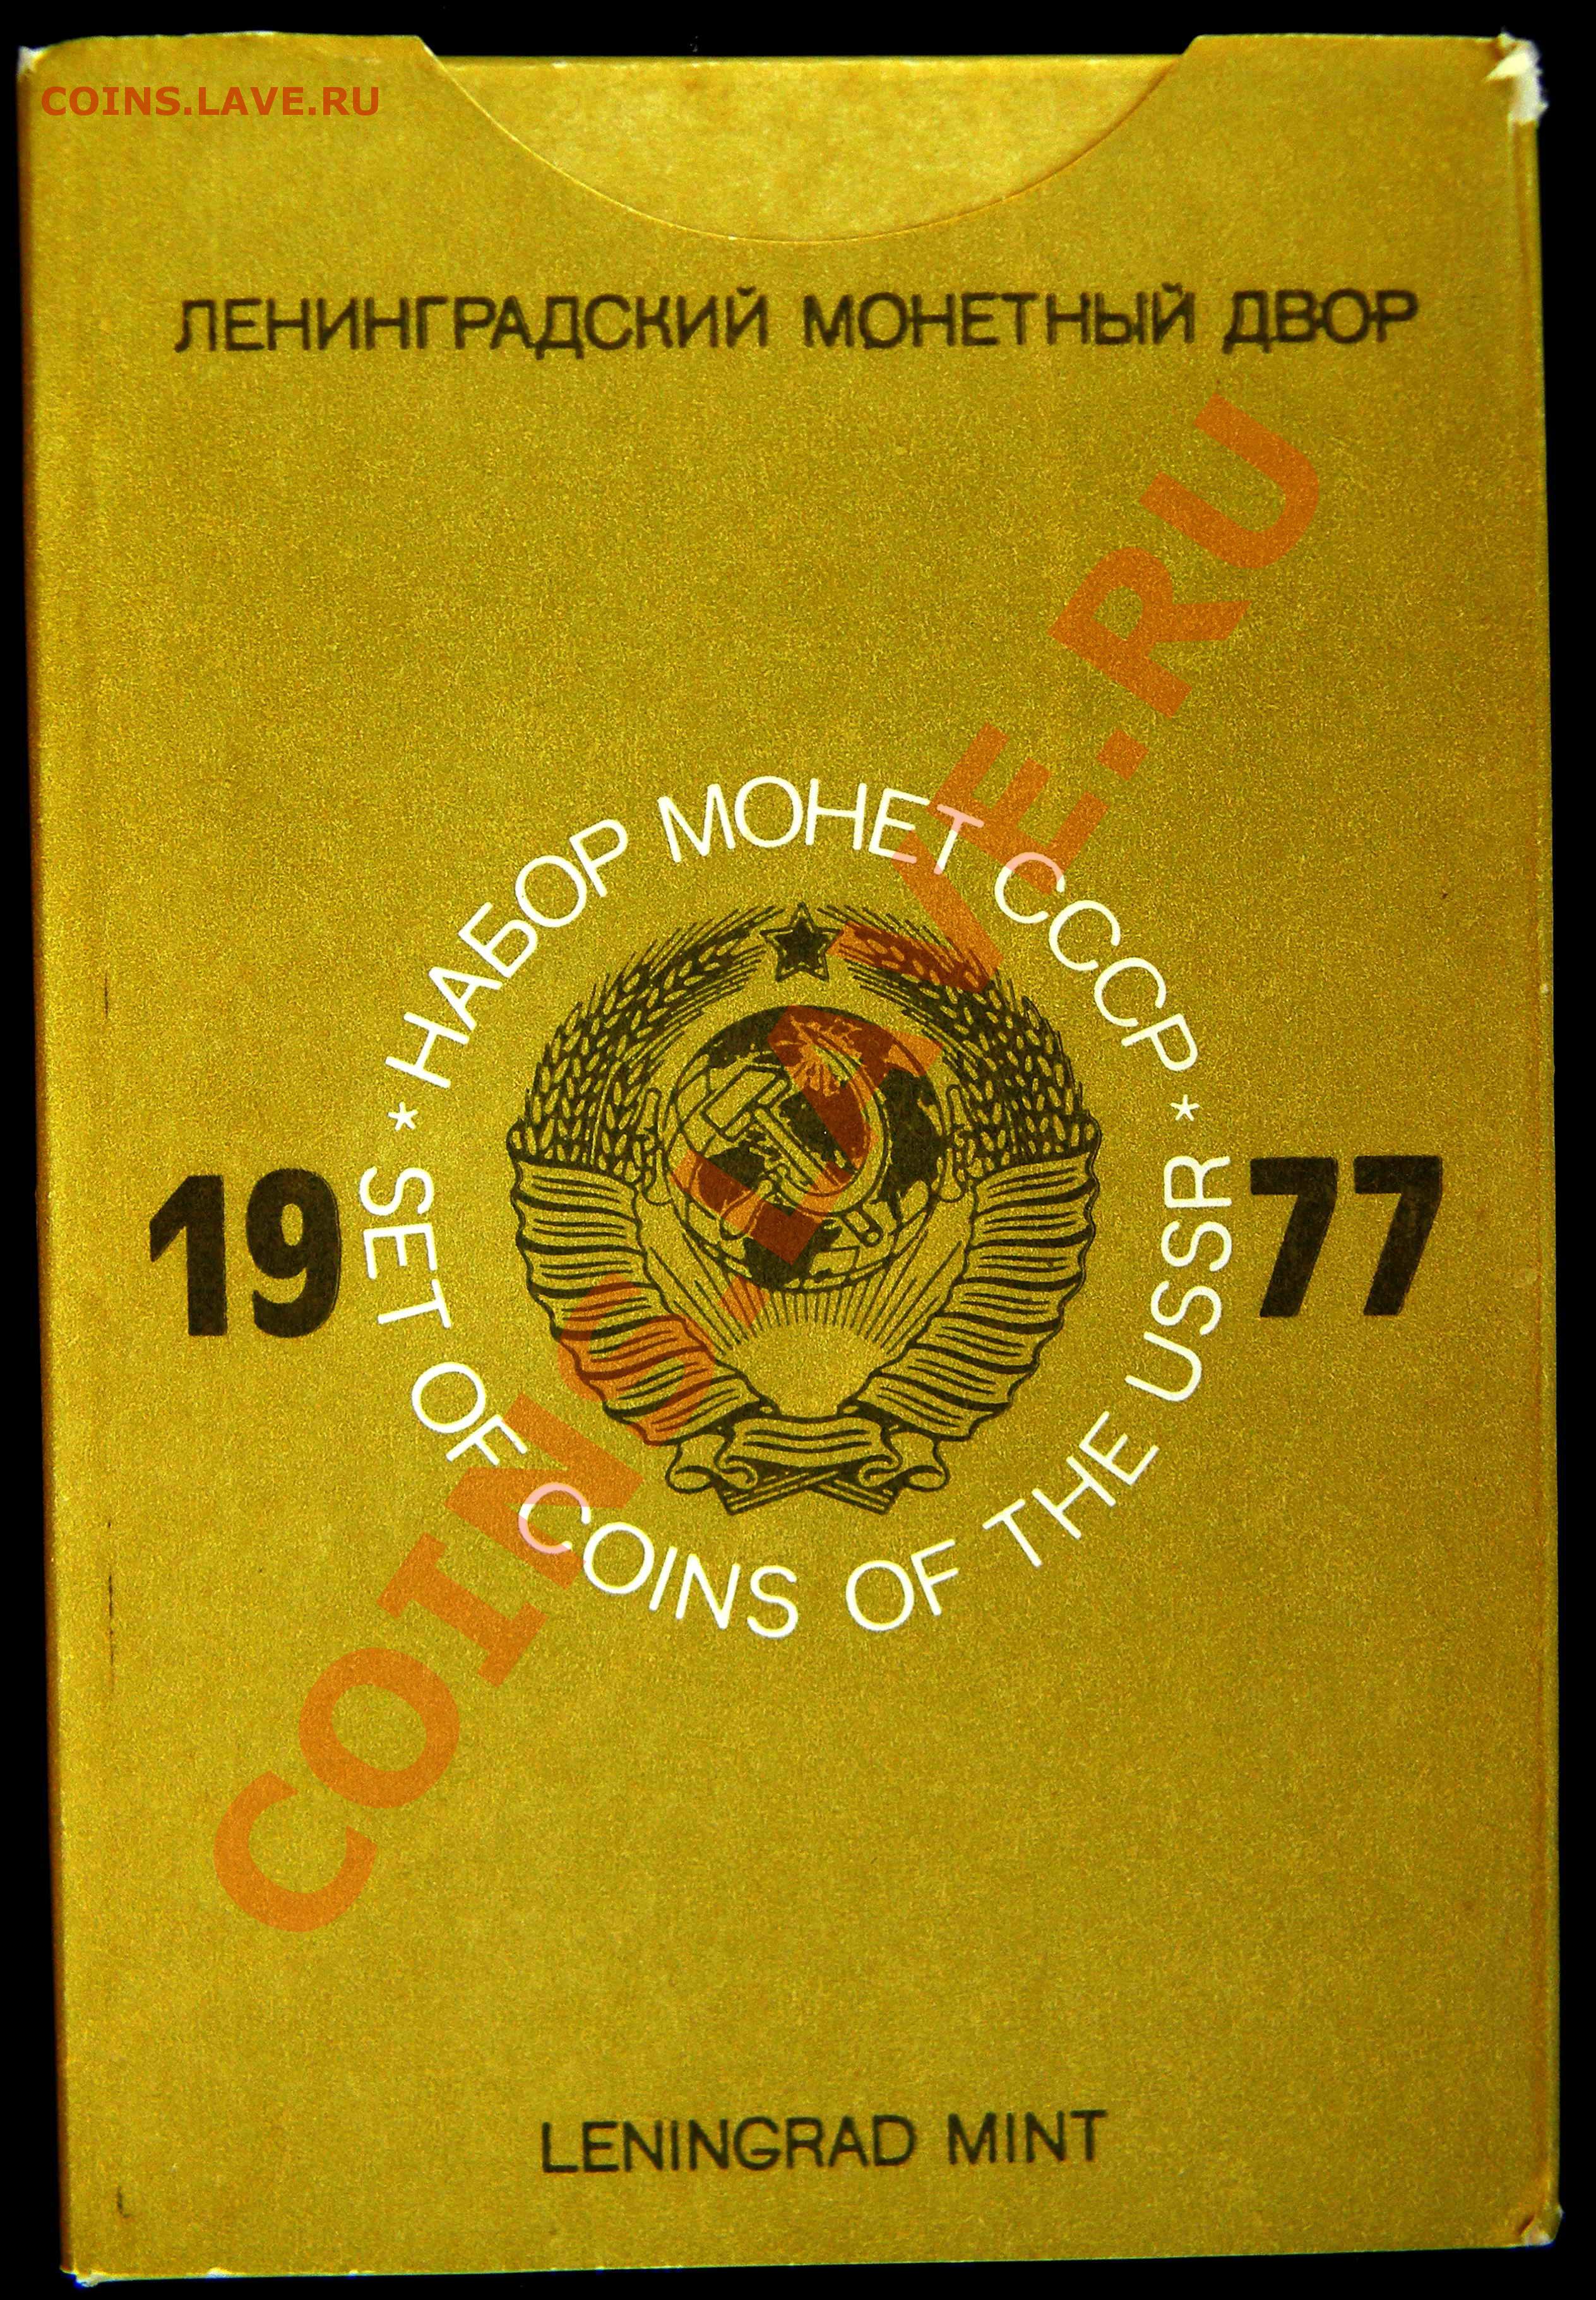 COINS.LAVE.RU
ЛЕНИНГРАДСКИЙ МОНЕТНЫЙ ДВОР
* НАБОР МОНЕТ СССР *
19 77
SET OF COINS OF THE USSR
COINS.LAVE.RU
LENINGRAD MINT